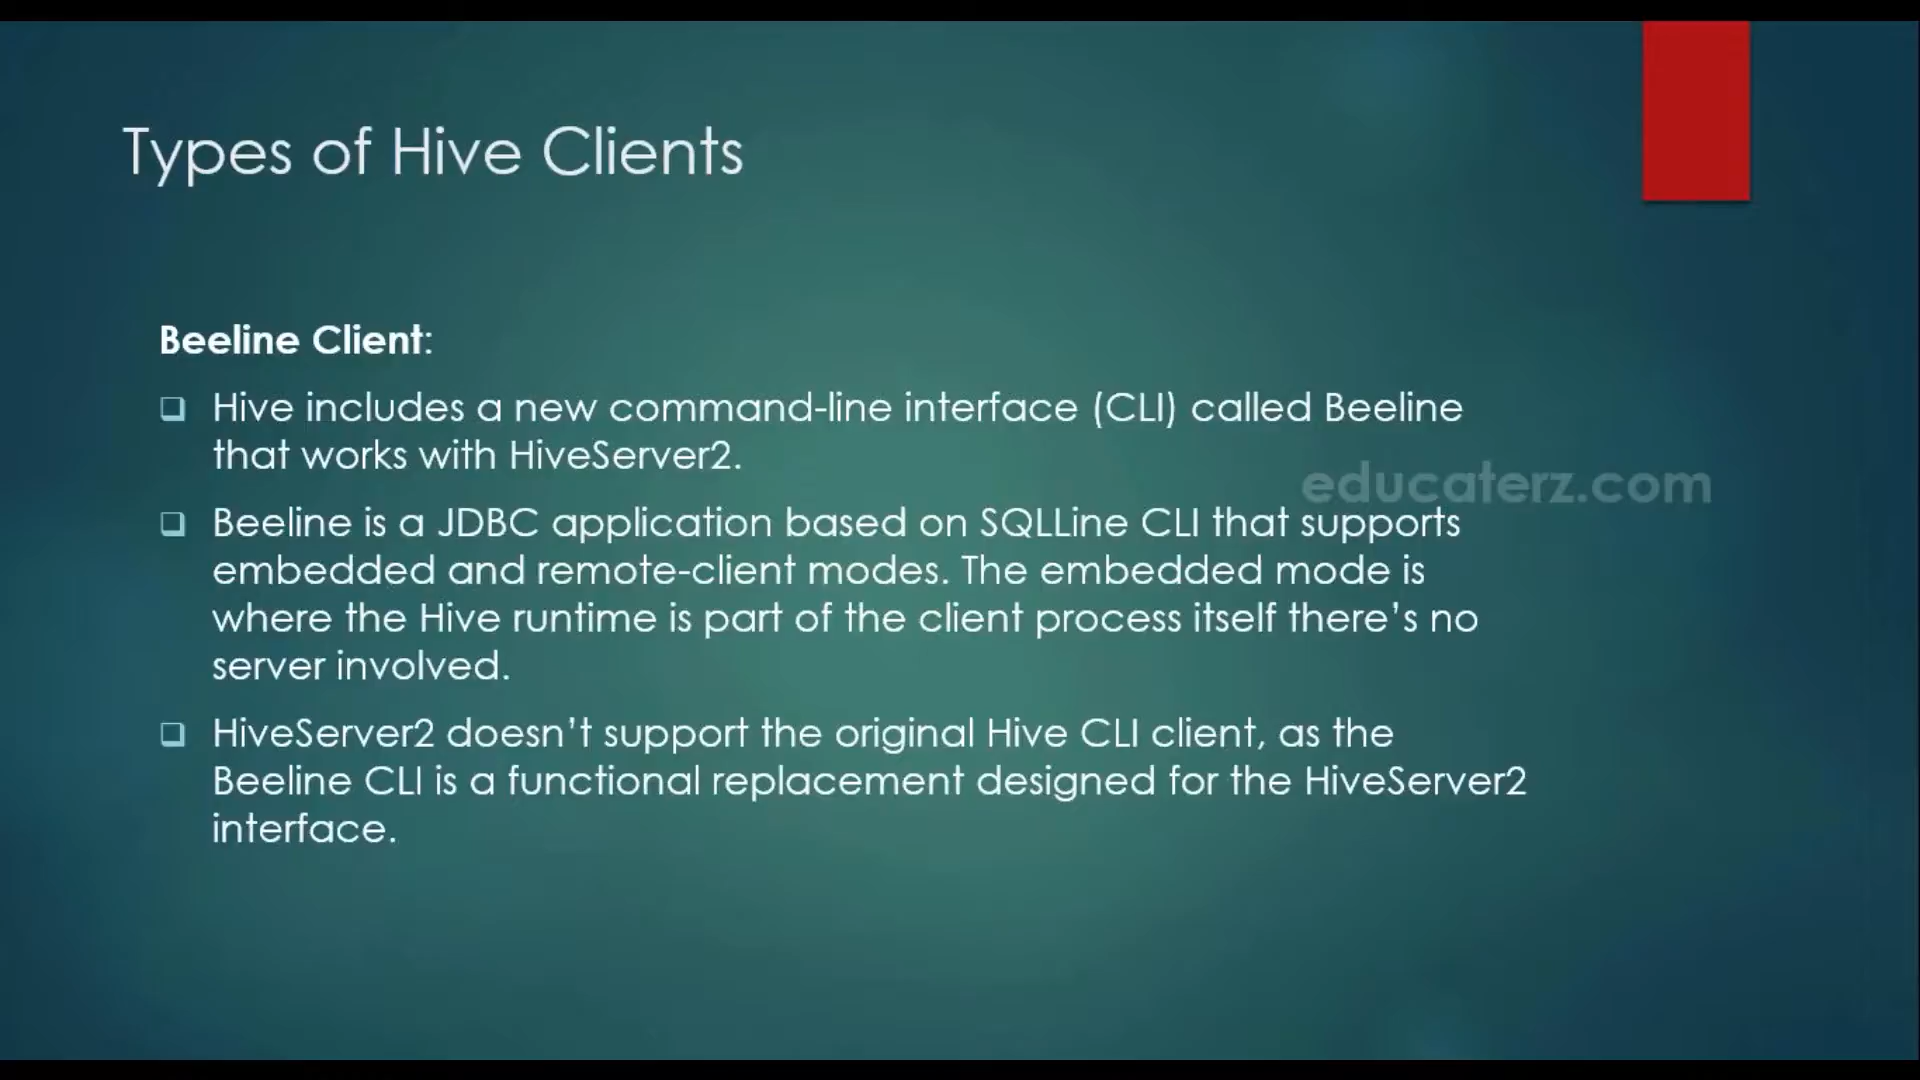 Types of Hive Clients
Beeline Client:
❑ Hive includes a new command-line interface (CLI) called Beeline
that works with HiveServer2.
educaterz.com
❑ Beeline is a JDBC application based on SQLLine CLI that supports
embedded and remote-client modes. The embedded mode is
where the Hive runtime is part of the client process itself there’s no
server involved.
❑ HiveServer2 doesn’t support the original Hive CLI client, as the
Beeline CLI is a functional replacement designed for the HiveServer2
interface.